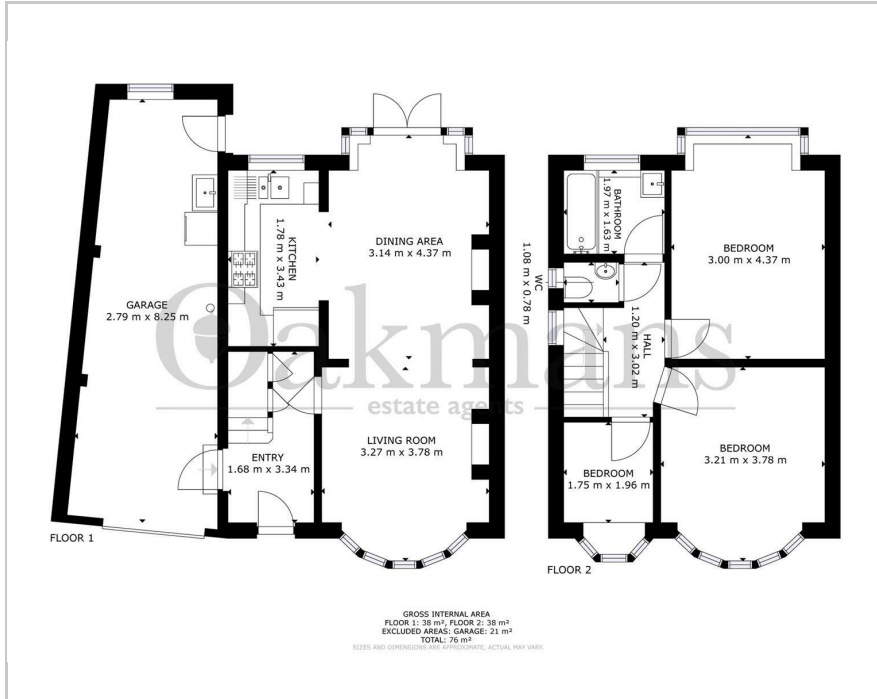 GARAGE
2.79 m x 8.25 m
KITCHEN
1.78 m x 3.43 m
DINING AREA
3.14 m x 4.37 m
ENTRY
1.68 m x 3.34 m
LIVING ROOM
3.27 m x 3.78 m
FLOOR 1
BATHROOM
1.97 m x 1.63 m
WC
1.08 m x 0.78 m
HALL
1.20 m x 3.02 m
BEDROOM
3.00 m x 4.37 m
BEDROOM
1.75 m x 1.96 m
BEDROOM
3.21 m x 3.78 m
FLOOR 2
Oakmans
estate agents
GROSS INTERNAL AREA
FLOOR 1: 38 m², FLOOR 2: 38 m²
EXCLUDED AREAS: GARAGE: 21 m²
TOTAL: 76 m²
SIZES AND DIMENSIONS ARE APPROXIMATE, ACTUAL MAY VARY.